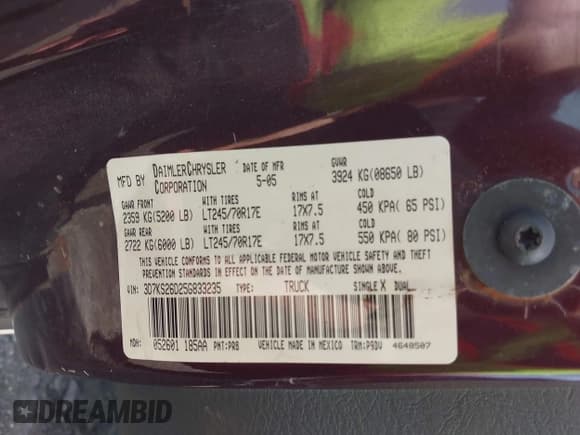 MFD BY DAIMLERCHRYSLER CORPORATION DATE OF MFR 5-05 GVWR 3924 KG(08650 LB)
GAWR FRONT WITH TIRES RIMS AT COLD
2359 KG(5200 LB) LT245/70R17E 17X7.5 450 KPA( 65 PSI)
GAWR REAR WITH TIRES RIMS AT COLD
2722 KG(6000 LB) LT245/70R17E 17X7.5 550 KPA( 80 PSI)
THIS VEHICLE CONFORMS TO ALL APPLICABLE FEDERAL MOTOR VEHICLE SAFETY AND THEFT
PREVENTION STANDARDS IN EFFECT ON THE DATE OF MANUFACTURE SHOWN ABOVE.
VIN: 3D7KS26D25G833235 TYPE: TRUCK SINGLE X DUAL
MDH: 052601 185AA PNT: PRB VEHICLE MADE IN MEXICO TRM: P9DV 4648507
DREAMBID